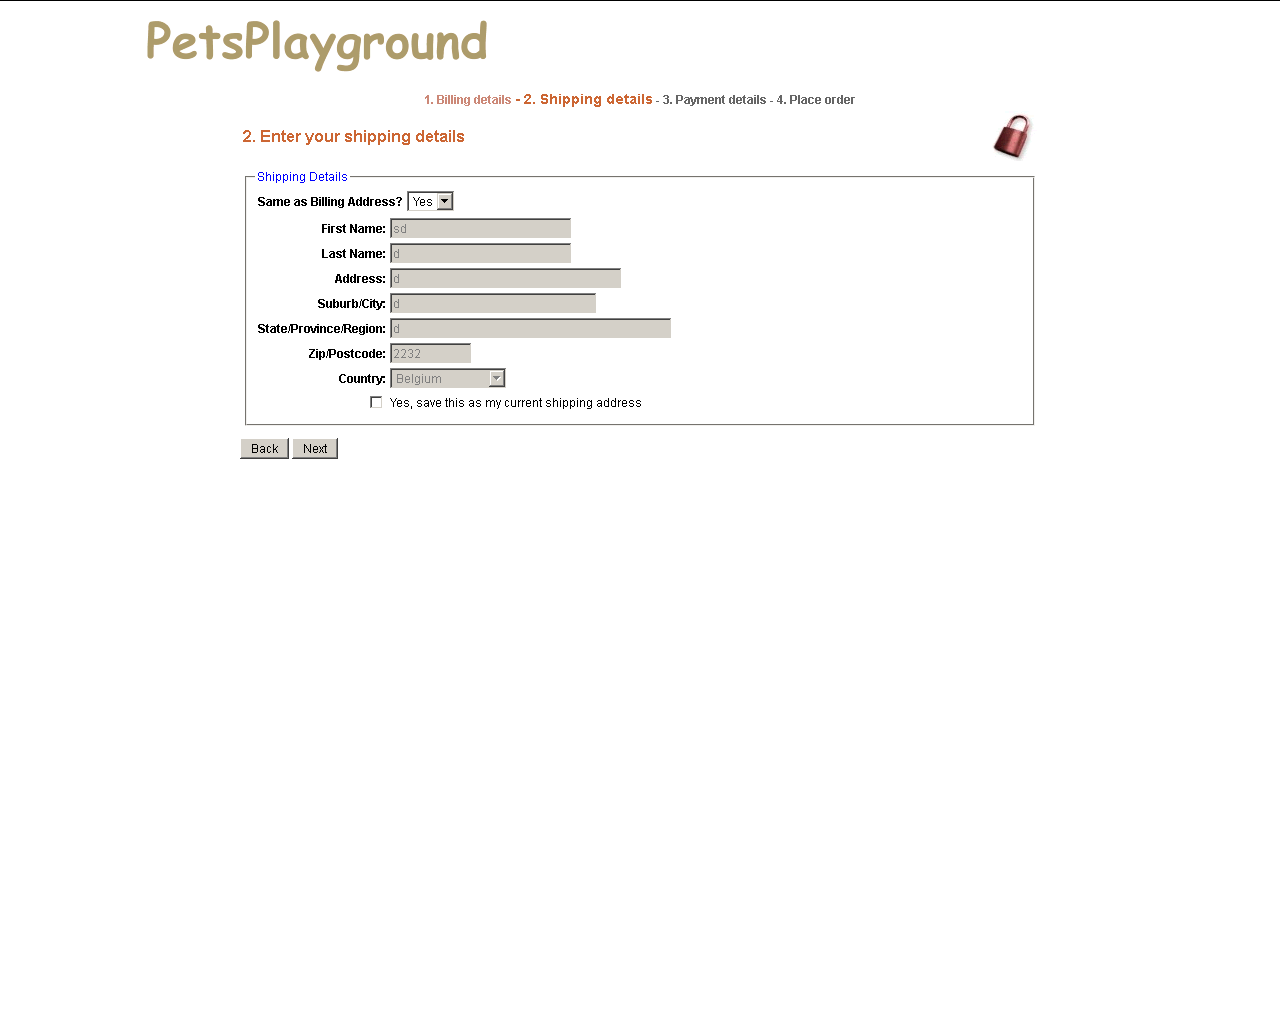 PetsPlayground
1. Billing details - 2. Shipping details - 3. Payment details - 4. Place order
2. Enter your shipping details
Shipping Details
Same as Billing Address? Yes
First Name: sd
Last Name: d
Address: d
Suburb/City: d
State/Province/Region: d
Zip/Postcode: 2232
Country: Belgium
Yes, save this as my current shipping address
Back Next